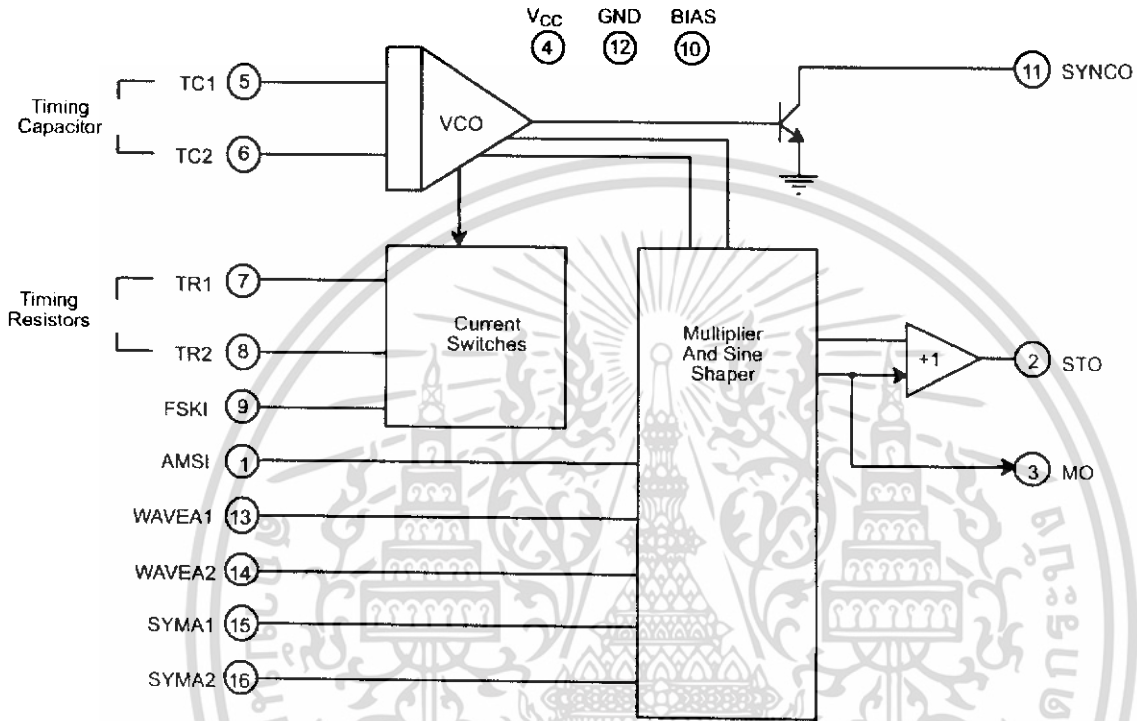 VCC GND BIAS
4 12 10
TC1 5
Timing
Capacitor
TC2 6
VCO
11 SYNCO
TR1 7
Timing
Resistors
TR2 8
FSKI 9
Current
Switches
Multiplier
And Sine
Shaper
+1
2 STO
3 MO
AMSI 1
WAVEA1 13
WAVEA2 14
SYMA1 15
SYMA2 16